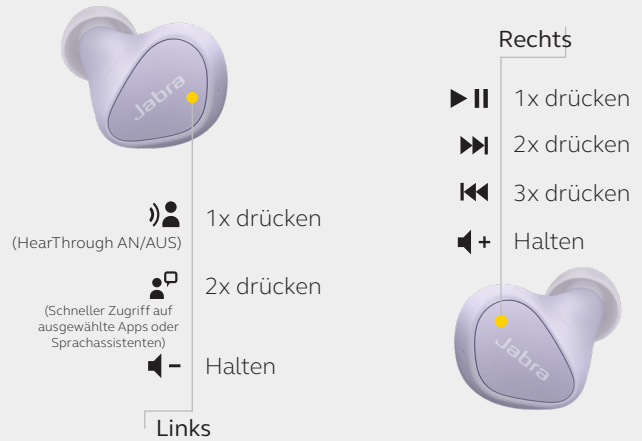 Jabra
1x drücken
(HearThrough AN/AUS)
2x drücken
(Schneller Zugriff auf
ausgewählte Apps oder
Sprachassistenten)
Halten
Links
Rechts
1x drücken
2x drücken
3x drücken
Halten
Jabra